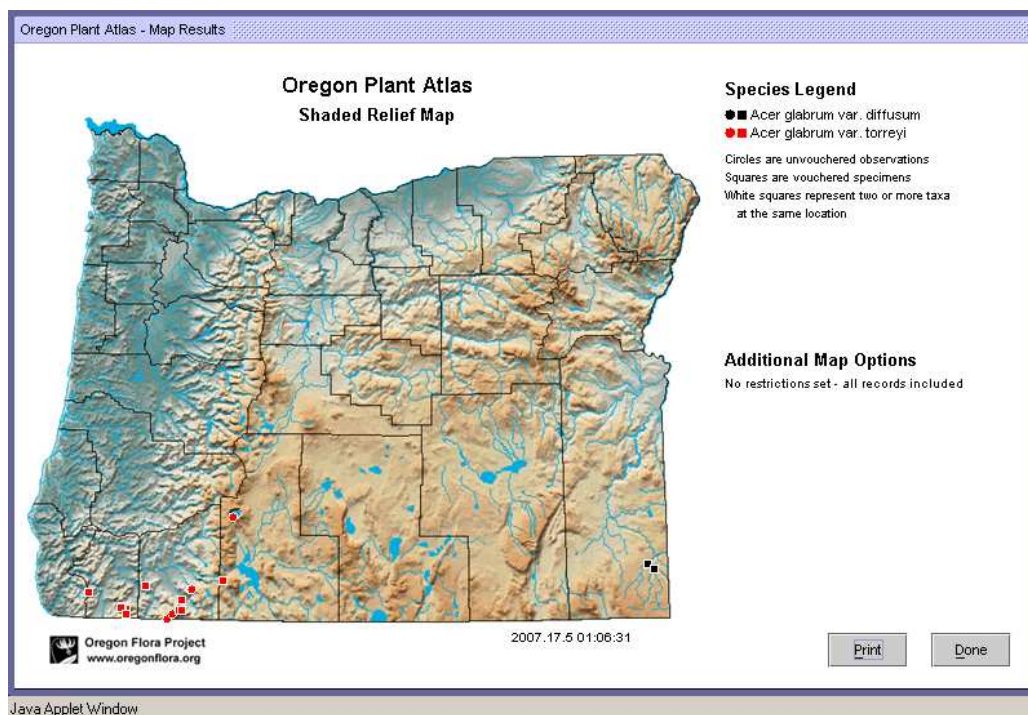 Oregon Plant Atlas - Map Results
Oregon Plant Atlas
Shaded Relief Map
Species Legend
Acer glabrum var. diffusum
Acer glabrum var. torreyi
Circles are unvouchered observations
Squares are vouchered specimens
White squares represent two or more taxa
at the same location
Additional Map Options
No restrictions set - all records included
Oregon Flora Project
www.oregonflora.org
2007.17.5 01:06:31
Print
Done
Java Applet Window